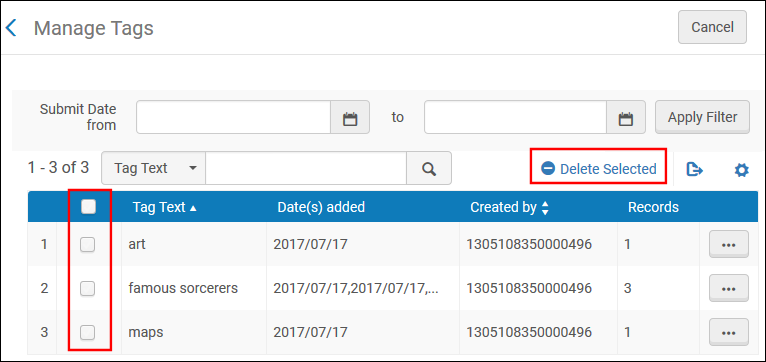 Manage Tags
Cancel
Submit Date
from
to
Apply Filter
1 - 3 of 3
Tag Text
Delete Selected
Tag Text Date(s) added Created by Records
1 art 2017/07/17 1305108350000496 1
2 famous sorcerers 2017/07/17,2017/07/17,... 1305108350000496 3
3 maps 2017/07/17 1305108350000496 1